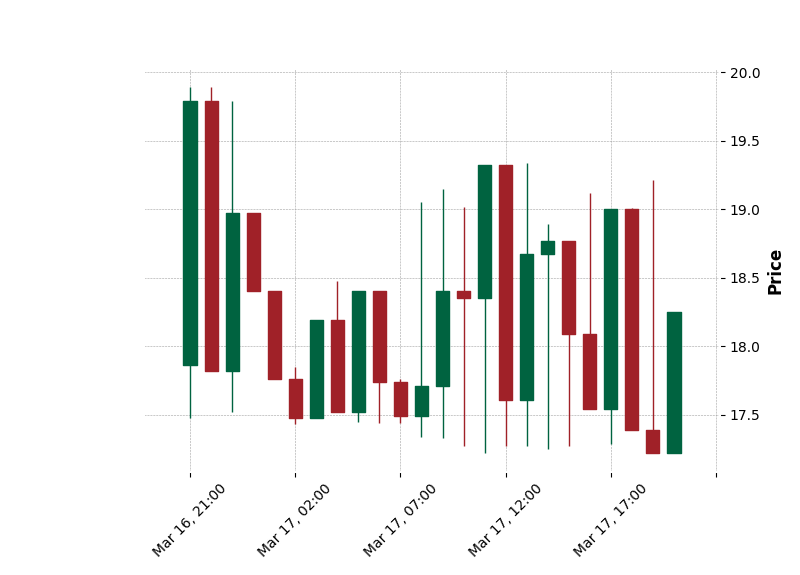 20.0
19.5
19.0
18.5
18.0
17.5
Price
Mar 16, 21:00
Mar 17, 02:00
Mar 17, 07:00
Mar 17, 12:00
Mar 17, 17:00